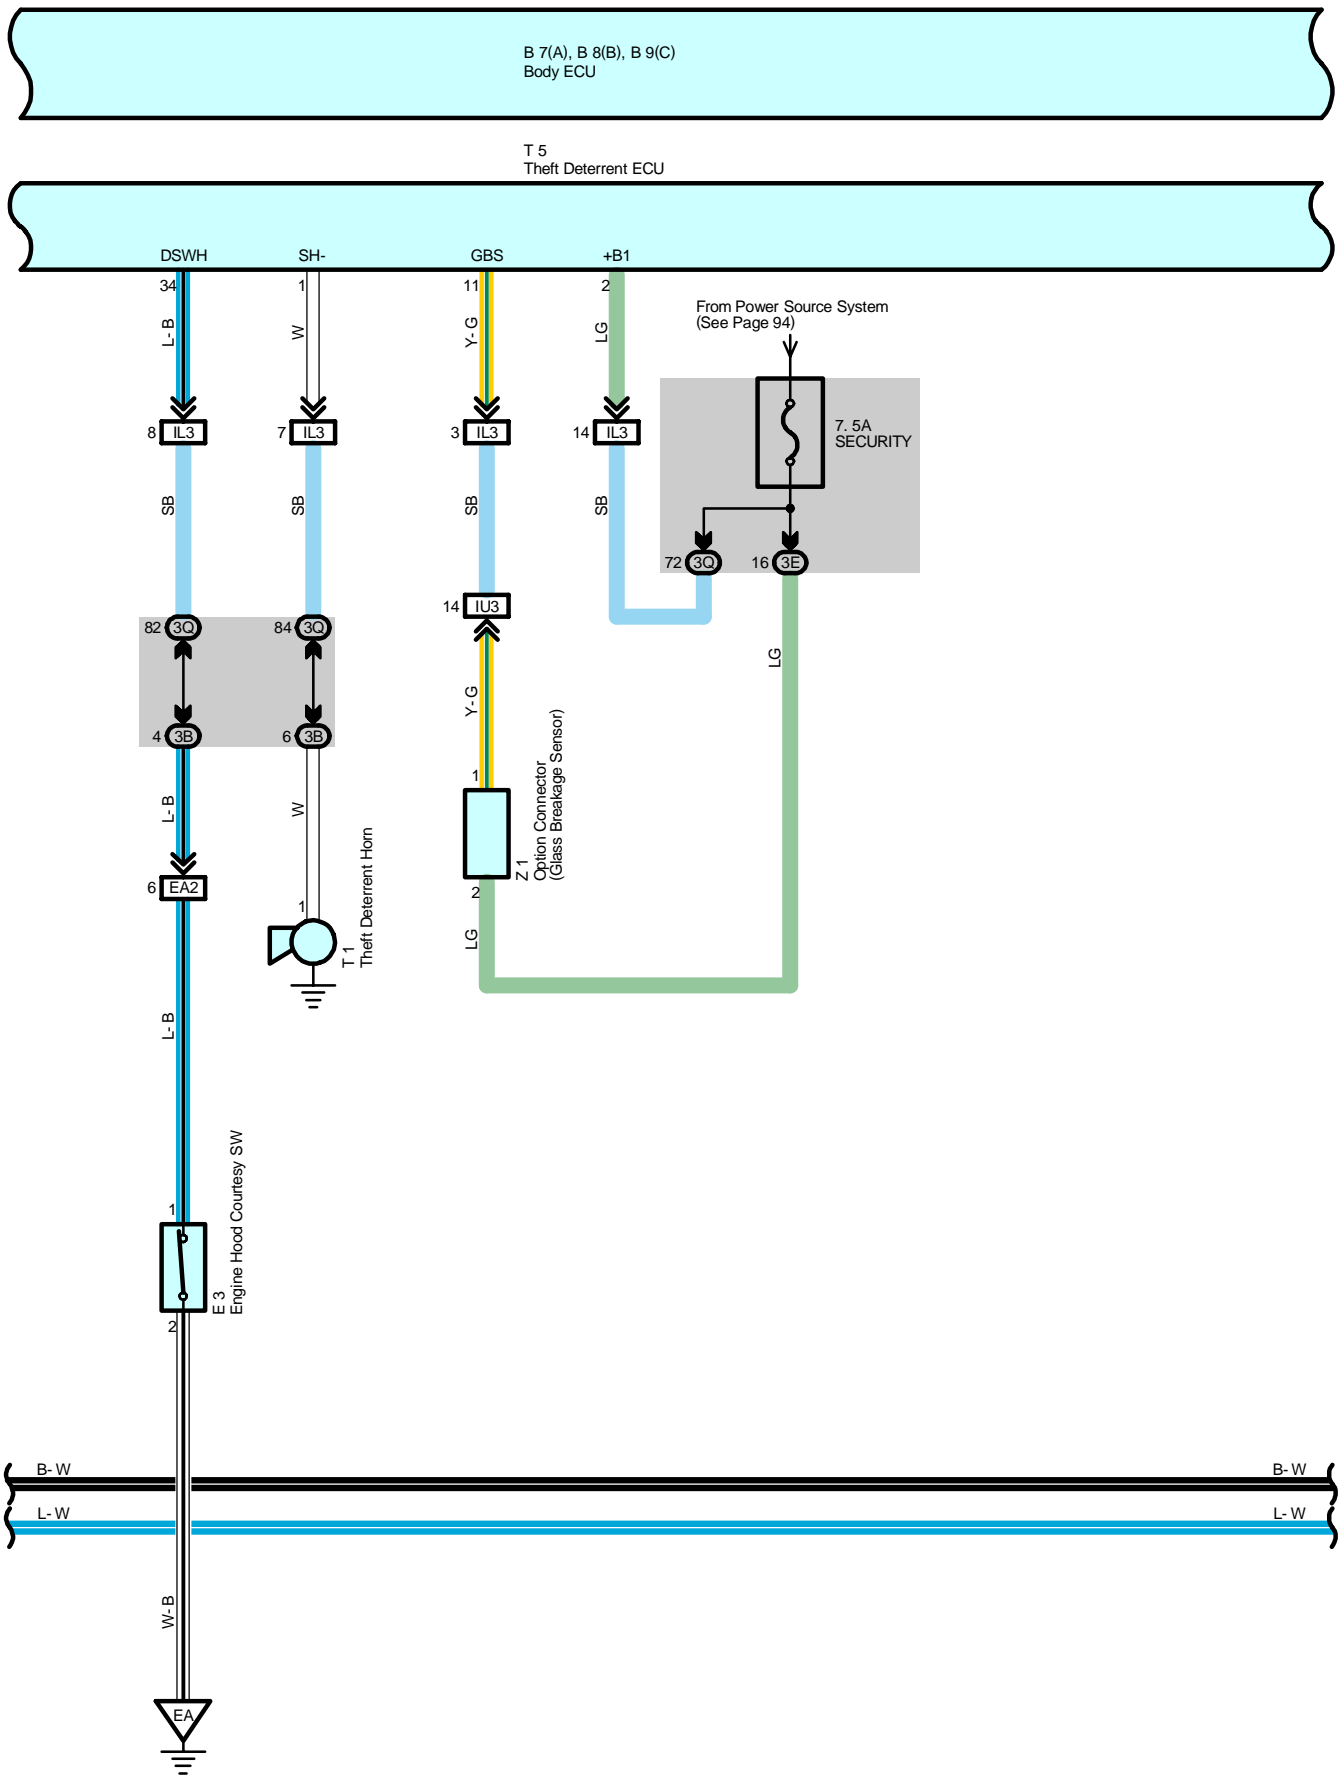 B 7(A), B 8(B), B 9(C)
Body ECU
T 5
Theft Deterrent ECU
DSWH
SH-
GBS
+B1
34
1
11
2
L- B
W
Y- G
LG
From Power Source System
(See Page 94)
7. 5A
SECURITY
8 IL3
7 IL3
3 IL3
14 IL3
SB
SB
SB
SB
72 3Q
16 3E
14 IU3
82 3Q
84 3Q
LG
Y- G
4 3B
6 3B
1
L- B
W
Z 1
Option Connector
(Glass Breakage Sensor)
6 EA2
2
1
T 1
Theft Deterrent Horn
LG
L- B
1
E 3
Engine Hood Courtesy SW
2
B- W
B- W
L- W
L- W
W- B
EA